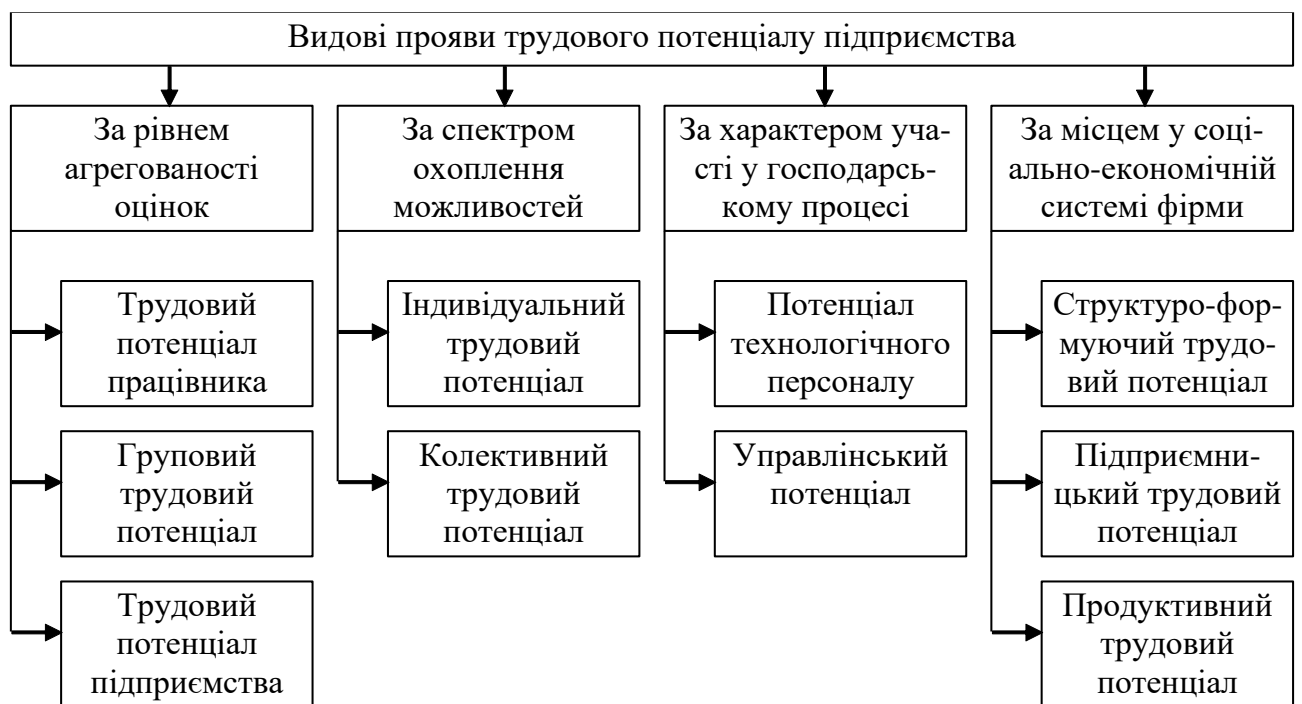 Видові прояви трудового потенціалу підприємства
За рівнем
агрегованості
оцінок
За спектром
охоплення
можливостей
За характером уча-
сті у господарсь-
кому процесі
За місцем у соці-
ально-економічній
системі фірми
Трудовий
потенціал
працівника
Індивідуальний
трудовий
потенціал
Потенціал
технологічного
персоналу
Структуро-фор-
муючий трудо-
вий потенціал
Груповий
трудовий
потенціал
Колективний
трудовий
потенціал
Управлінський
потенціал
Підприємни-
цький трудовий
потенціал
Трудовий
потенціал
підприємства
Продуктивний
трудовий
потенціал